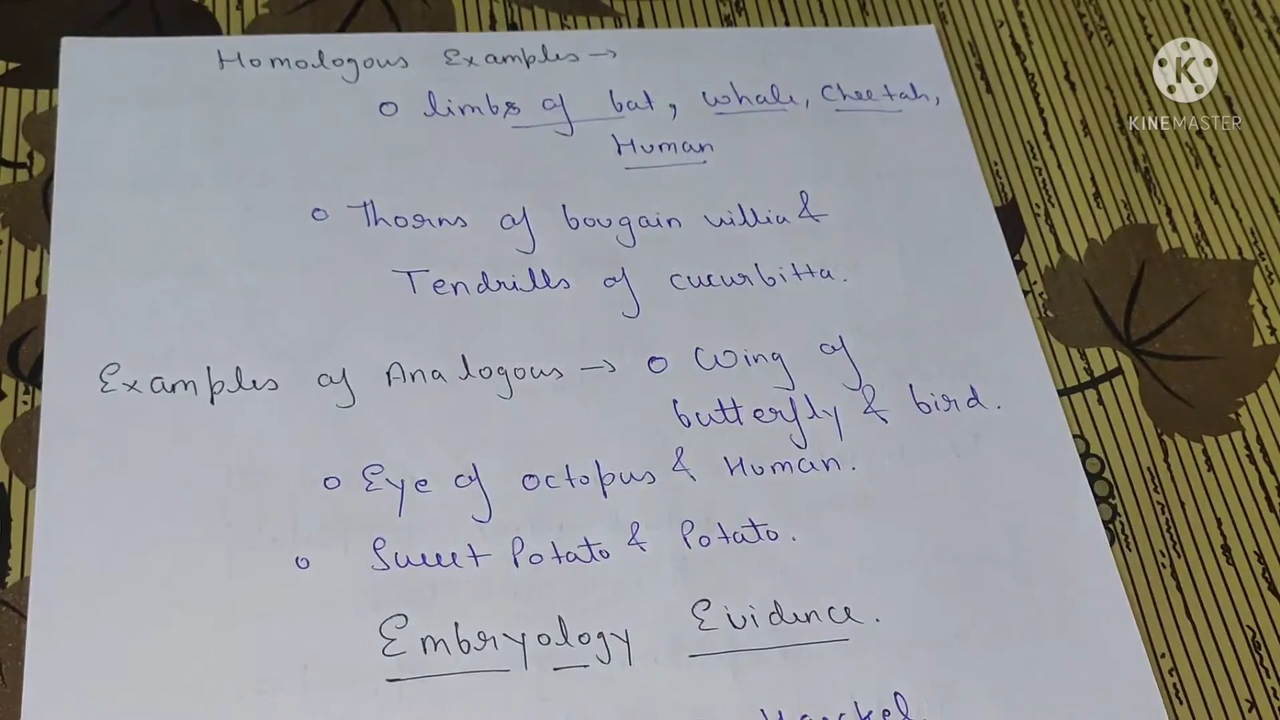 Homologous Examples →
o limbs of bat, whale, Cheetah,
Human
o Thorns of bougain villia &
Tendrills of cucurbitta.
Examples of Analogous → o Wing of
butterfly & bird.
o Eye of octopus & Human.
o Sweet Potato & Potato.
Embryology Evidence.
Haeckel
K
KINEMASTER